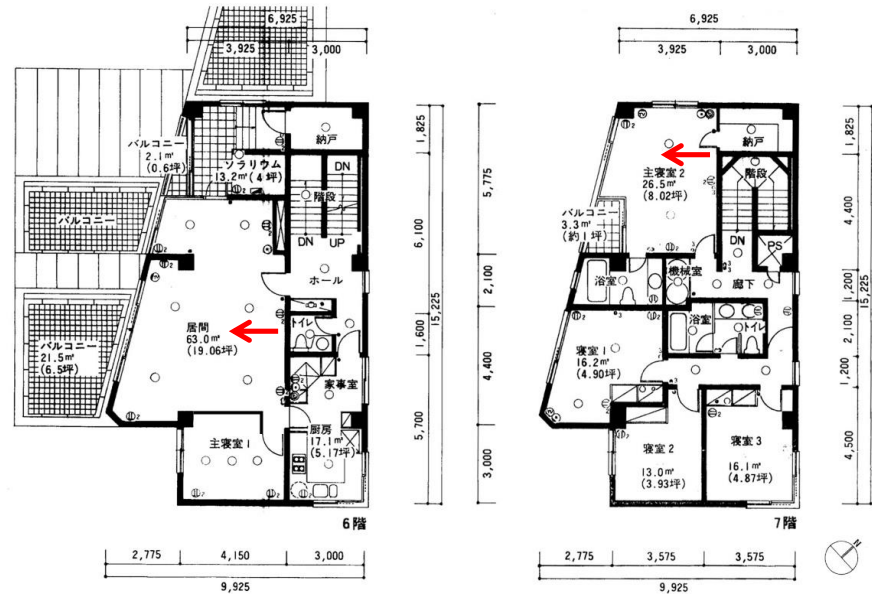 6,925
3,925
3,000
バルコニー
2.1㎡
(0.6坪)
納戸
ソラリウム
13.2㎡(4坪)
階段
DN
DN
UP
バルコニー
ホール
居間
63.0㎡
(19.06坪)
トイレ
バルコニー
21.5㎡
(6.5坪)
家事室
主寝室1
厨房
17.1㎡
(5.17坪)
6階
1,825
6,100
1,600
5,700
15,225
2,775
4,150
3,000
9,925
6,925
3,925
3,000
5,775
2,100
4,400
3,000
納戸
主寝室2
26.5㎡
(8.02坪)
階段
バルコニー
3.3㎡
(約1坪)
DN
PS
浴室
機械室
廊下
浴室
トイレ
寝室1
16.2㎡
(4.90坪)
寝室2
13.0㎡
(3.93坪)
寝室3
16.1㎡
(4.87坪)
7階
1,825
4,400
1,200
2,100
1,200
4,500
15,225
2,775
3,575
3,575
9,925
N